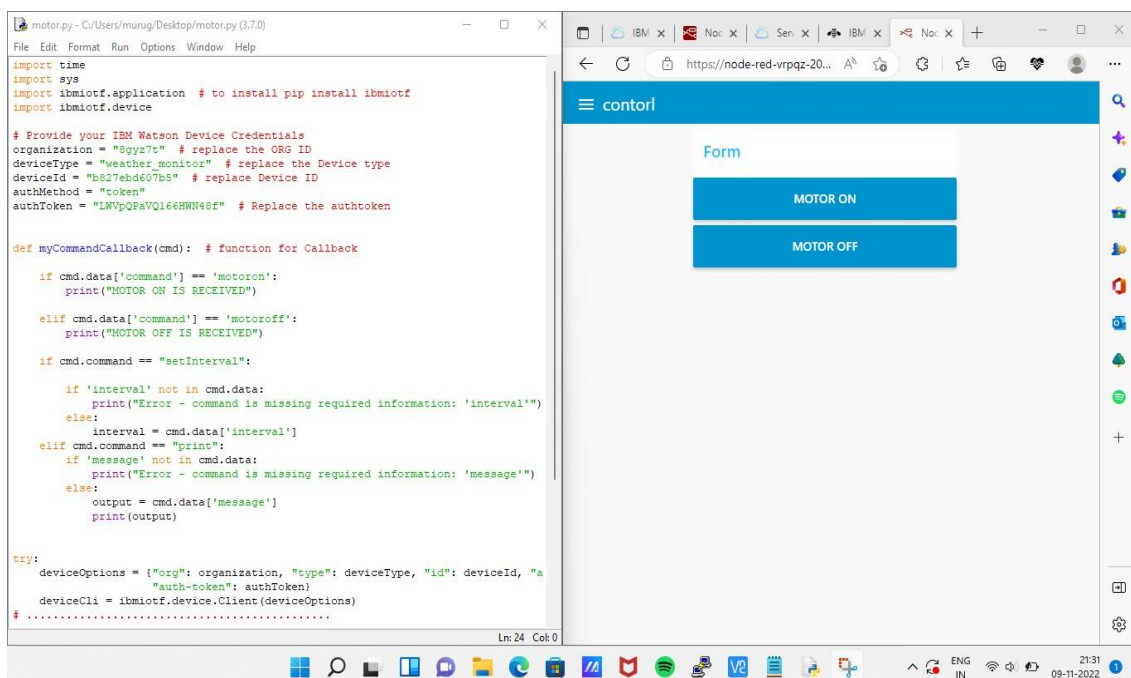 motor.py - C:/Users/murug/Desktop/motor.py (3.7.0)
File Edit Format Run Options Window Help
import time
import sys
import ibmiotf.application  # to install pip install ibmiotf
import ibmiotf.device

# Provide your IBM Watson Device Credentials
organization = "8gyz7t"  # replace the ORG ID
deviceType = "weather_monitor"  # replace the Device type
deviceId = "b827ebd607b5"  # replace Device ID
authMethod = "token"
authToken = "LWVpQPaVQ166HWN48f"  # Replace the authtoken

def myCommandCallback(cmd):  # function for Callback

    if cmd.data['command'] == 'motoron':
        print("MOTOR ON IS RECEIVED")

    elif cmd.data['command'] == 'motoroff':
        print("MOTOR OFF IS RECEIVED")

    if cmd.command == "setInterval":

        if 'interval' not in cmd.data:
            print("Error - command is missing required information: 'interval'")
        else:
            interval = cmd.data['interval']
    elif cmd.command == "print":
        if 'message' not in cmd.data:
            print("Error - command is missing required information: 'message'")
        else:
            output = cmd.data['message']
            print(output)

try:
    deviceOptions = {"org": organization, "type": deviceType, "id": deviceId, "a
                     "auth-token": authToken}
    deviceCli = ibmiotf.device.Client(deviceOptions)
# ..............................................
Ln: 24 Col: 0
IBM Noc Sen IBM Noc
https://node-red-vrpqz-20...
contorl
Form
MOTOR ON
MOTOR OFF
ENG
IN
21:31
09-11-2022
1